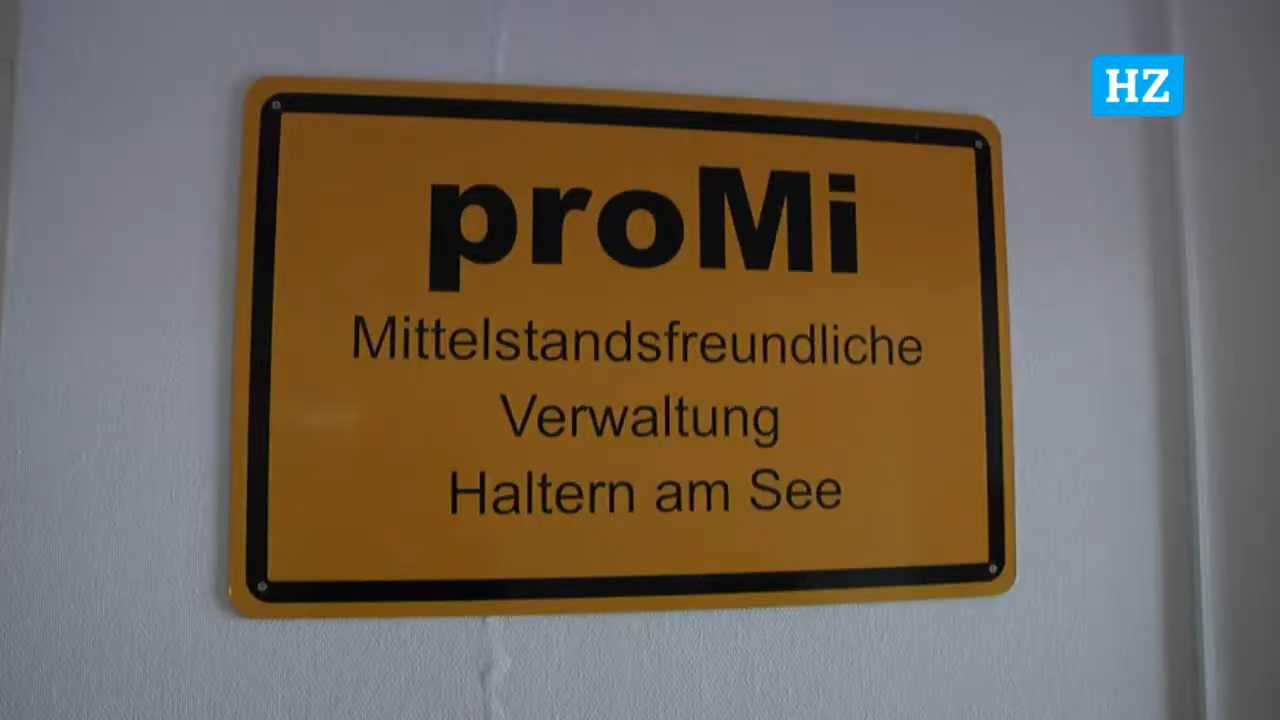 HZ
proMi
Mittelstandsfreundliche
Verwaltung
Haltern am See